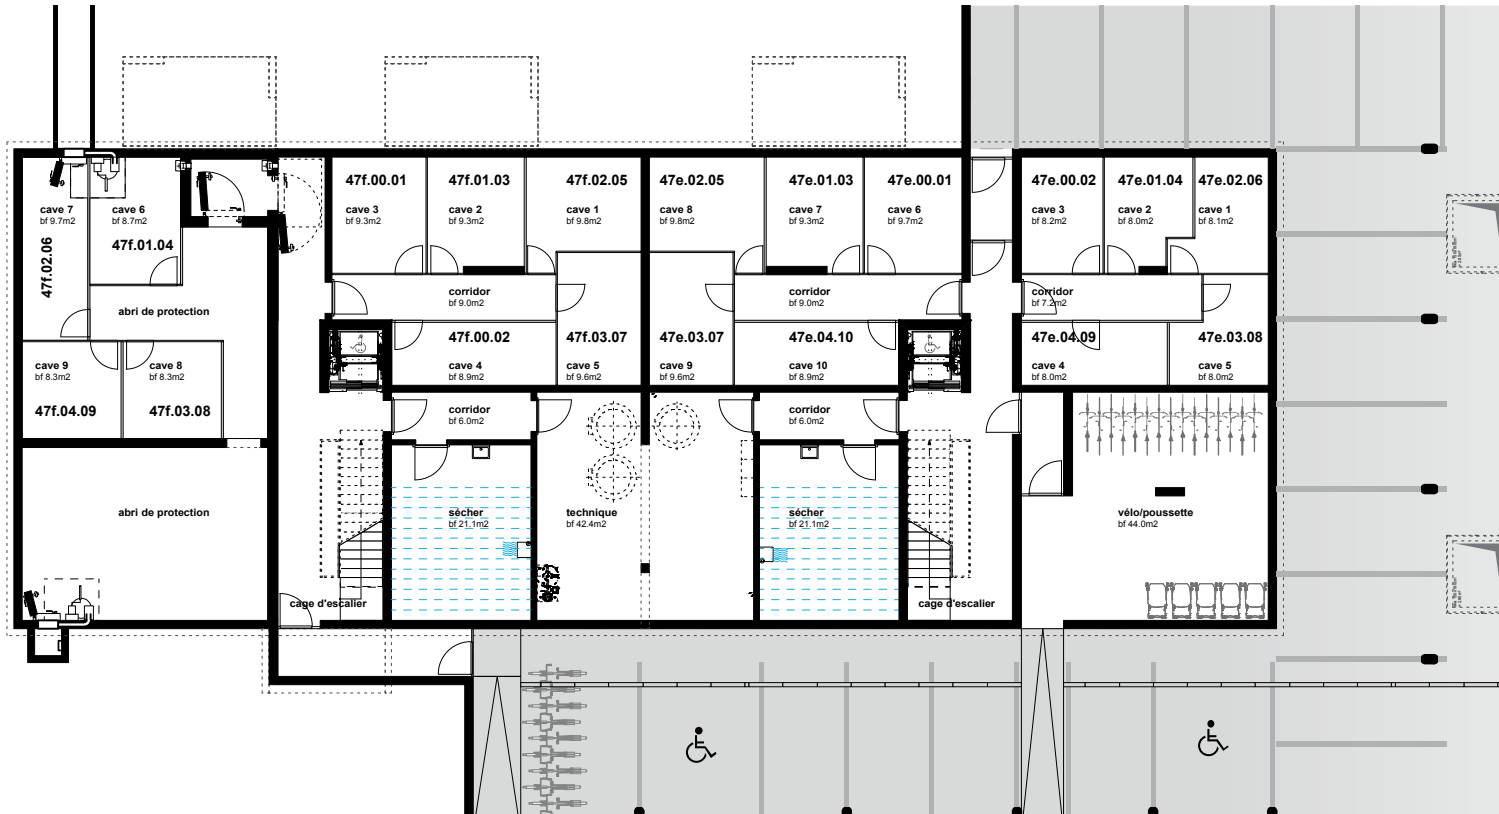 47f.02.06
cave 7
bf 9.7m2
cave 6
bf 8.7m2
47f.01.04
abri de protection
cave 9
bf 8.3m2
47f.04.09
cave 8
bf 8.3m2
47f.03.08
abri de protection
47f.00.01
cave 3
bf 9.3m2
47f.01.03
cave 2
bf 9.3m2
47f.02.05
cave 1
bf 9.8m2
corridor
bf 9.0m2
47f.00.02
cave 4
bf 8.9m2
47f.03.07
cave 5
bf 9.6m2
47e.02.05
cave 8
bf 9.8m2
47e.01.03
cave 7
bf 9.3m2
47e.00.01
cave 6
bf 9.7m2
corridor
bf 9.0m2
47e.03.07
cave 9
bf 9.6m2
47e.04.10
cave 10
bf 8.9m2
47e.00.02
cave 3
bf 8.2m2
47e.01.04
cave 2
bf 8.0m2
47e.02.06
cave 1
bf 8.1m2
corridor
bf 7.2m2
47e.04.09
cave 4
bf 8.0m2
47e.03.08
cave 5
bf 8.0m2
corridor
bf 6.0m2
corridor
bf 6.0m2
sécher
bf 21.1m2
technique
bf 42.4m2
sécher
bf 21.1m2
vélo/poussette
bf 44.0m2
cage d'escalier
cage d'escalier